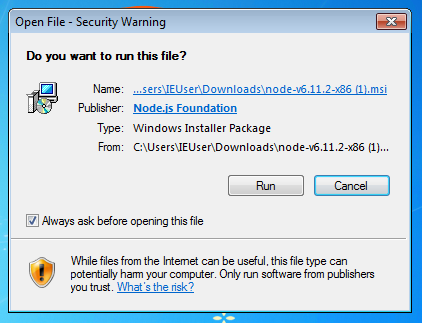 Open File - Security Warning
Do you want to run this file?
Name: ...sers\IEUser\Downloads\node-v6.11.2-x86 (1).msi
Publisher: Node.js Foundation
Type: Windows Installer Package
From: C:\Users\IEUser\Downloads\node-v6.11.2-x86 (1)...
Run Cancel
Always ask before opening this file
While files from the Internet can be useful, this file type can
potentially harm your computer. Only run software from publishers
you trust. What's the risk?